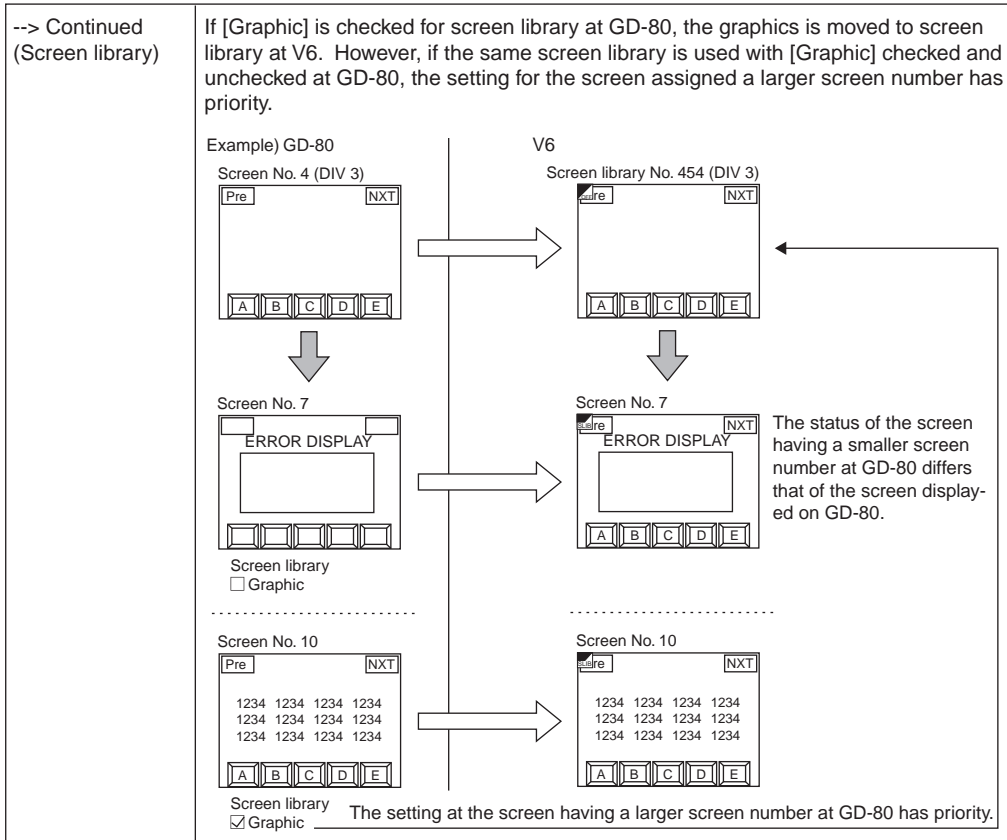 --> Continued
(Screen library)
If [Graphic] is checked for screen library at GD-80, the graphics is moved to screen
library at V6. However, if the same screen library is used with [Graphic] checked and
unchecked at GD-80, the setting for the screen assigned a larger screen number has
priority.
Example) GD-80
V6
Screen No. 4 (DIV 3)
Screen library No. 454 (DIV 3)
Pre NXT
re NXT
A B C D E
A B C D E
Screen No. 7
Screen No. 7
ERROR DISPLAY
SLIB re NXT
ERROR DISPLAY
A B C D E
The status of the screen
having a smaller screen
number at GD-80 differs
that of the screen display-
ed on GD-80.
Screen library
Graphic
Screen No. 10
Screen No. 10
Pre NXT
SLIB re NXT
1234 1234 1234 1234
1234 1234 1234 1234
1234 1234 1234 1234
1234 1234 1234 1234
1234 1234 1234 1234
1234 1234 1234 1234
A B C D E
A B C D E
Screen library
Graphic
The setting at the screen having a larger screen number at GD-80 has priority.